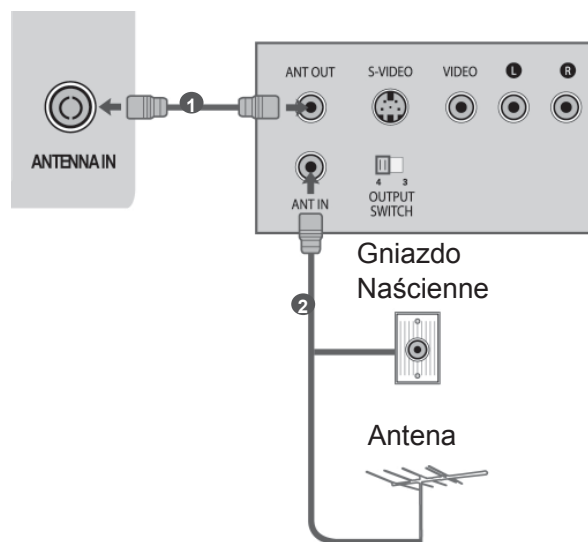 ANT OUT S-VIDEO VIDEO L R
1
ANTENNA IN
ANT IN
4 3
OUTPUT
SWITCH
2
Gniazdo
Naścienne
Antena